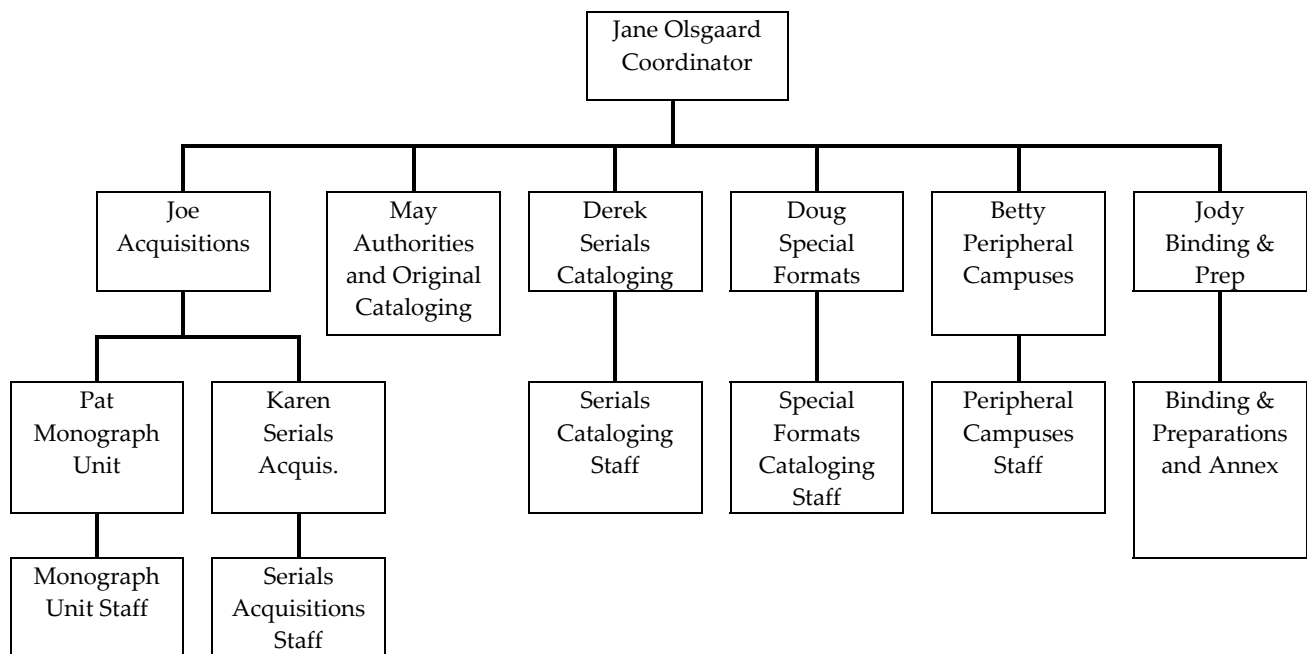 Jane Olsgaard
Coordinator
Joe
Acquisitions
May
Authorities
and Original
Cataloging
Derek
Serials
Cataloging
Doug
Special
Formats
Betty
Peripheral
Campuses
Jody
Binding &
Prep
Pat
Monograph
Unit
Karen
Serials
Acquis.
Serials
Cataloging
Staff
Special
Formats
Cataloging
Staff
Peripheral
Campuses
Staff
Binding &
Preparations
and Annex
Monograph
Unit Staff
Serials
Acquisitions
Staff